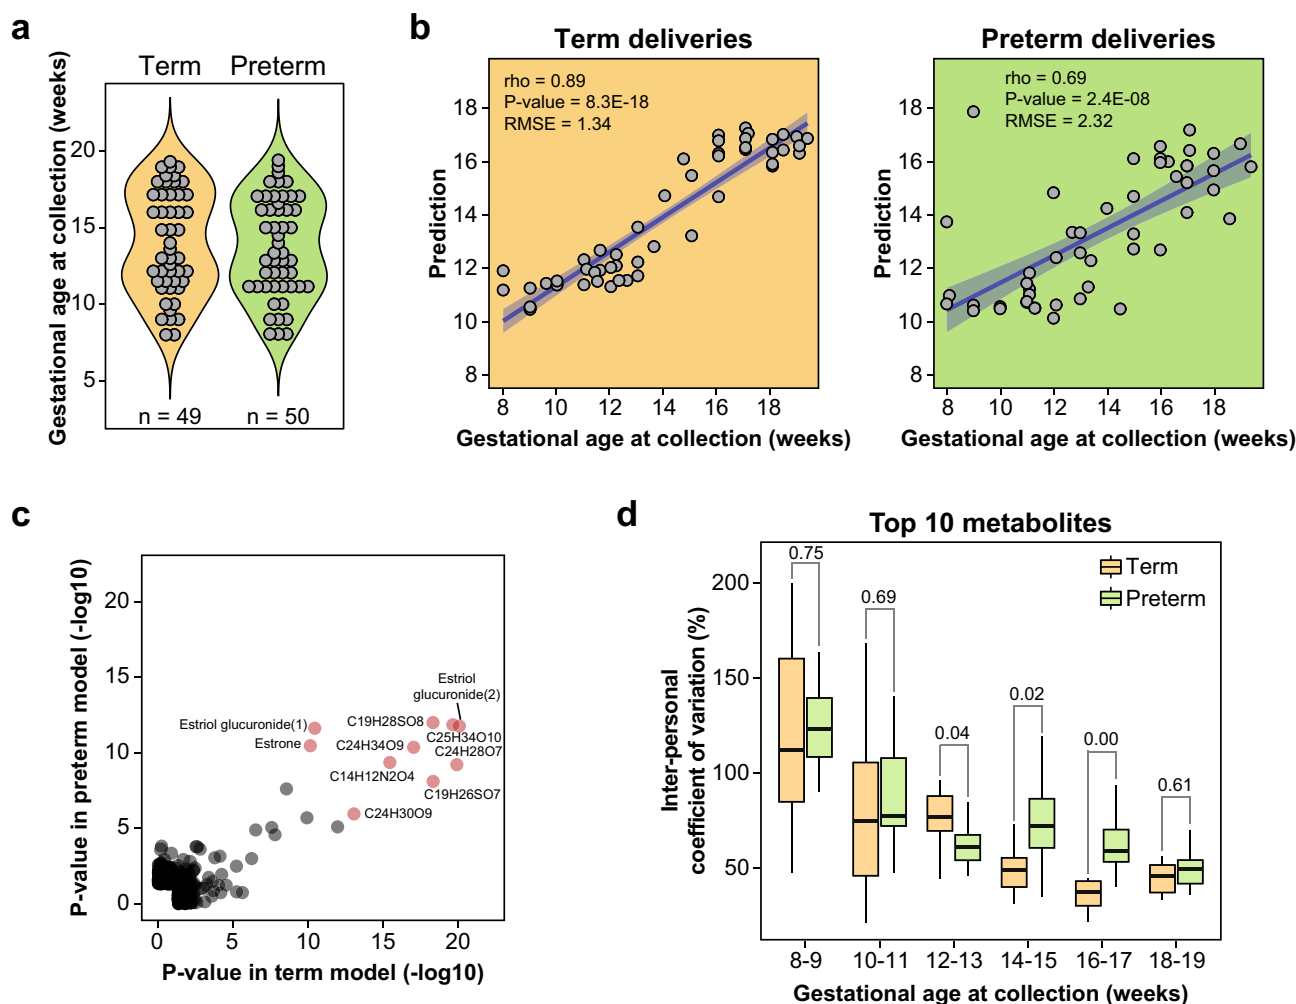 a
Term Preterm
Gestational age at collection (weeks)
20
15
10
5
n = 49 n = 50
b
Term deliveries
rho = 0.89
P-value = 8.3E-18
RMSE = 1.34
Prediction
18
16
14
12
10
8
8 10 12 14 16 18
Gestational age at collection (weeks)
Preterm deliveries
rho = 0.69
P-value = 2.4E-08
RMSE = 2.32
Prediction
18
16
14
12
10
8
8 10 12 14 16 18
Gestational age at collection (weeks)
c
P-value in preterm model (-log10)
20
15
10
5
0
Estriol
glucuronide(2)
Estriol glucuronide(1)
C19H28SO8
Estrone
C24H34O9
C25H34O10
C24H28O7
C14H12N2O4
C19H26SO7
C24H30O9
0 5 10 15 20
P-value in term model (-log10)
d
Top 10 metabolites
Inter-personal
coefficient of variation (%)
200
150
100
50
0.75
0.69
0.04
0.02
0.00
0.61
Term
Preterm
8-9 10-11 12-13 14-15 16-17 18-19
Gestational age at collection (weeks)